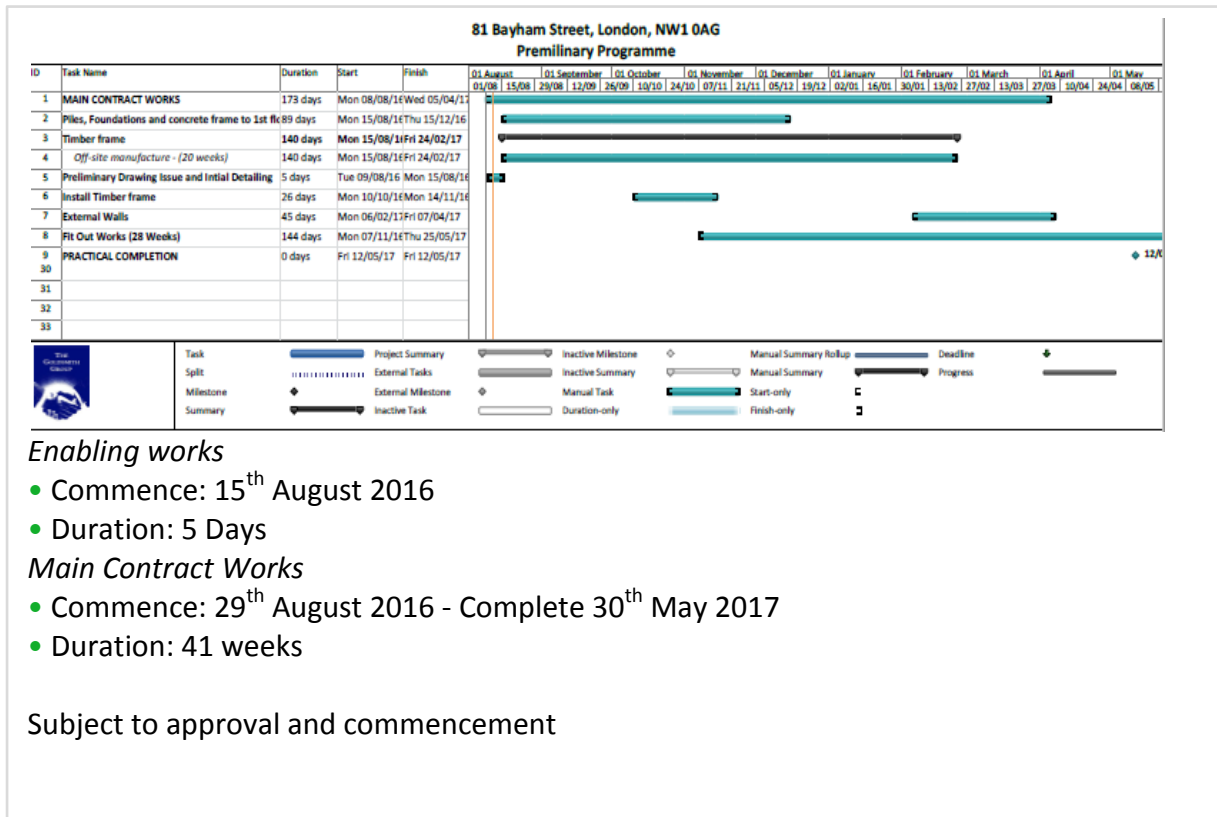 81 Bayham Street, London, NW1 0AG
Premilinary Programme
ID Task Name Duration Start Finish
01 August 01 September 01 October 01 November 01 December 01 January 01 February 01 March 01 April 01 May
01/08 15/08 29/08 12/09 26/09 10/10 24/10 07/11 21/11 05/12 19/12 02/01 16/01 30/01 13/02 27/02 13/03 27/03 10/04 24/04 08/05
1 MAIN CONTRACT WORKS 173 days Mon 08/08/16 Wed 05/04/17
2 Piles, Foundations and concrete frame to 1st flo 89 days Mon 15/08/16 Thu 15/12/16
3 Timber frame 140 days Mon 15/08/16 Fri 24/02/17
4 Off-site manufacture - (20 weeks) 140 days Mon 15/08/16 Fri 24/02/17
5 Preliminary Drawing Issue and Intial Detailing 5 days Tue 09/08/16 Mon 15/08/16
6 Install Timber frame 26 days Mon 10/10/16 Mon 14/11/16
7 External Walls 45 days Mon 06/02/17 Fri 07/04/17
8 Fit Out Works (28 Weeks) 144 days Mon 07/11/16 Thu 25/05/17
9 PRACTICAL COMPLETION 0 days Fri 12/05/17 Fri 12/05/17 12/0
30
31
32
33
THE
GOLDSMITH
GROUP
Task Project Summary Inactive Milestone Manual Summary Rollup Deadline
Split External Tasks Inactive Summary Manual Summary Progress
Milestone External Milestone Manual Task Start-only
Summary Inactive Task Duration-only Finish-only
Enabling works
• Commence: 15th August 2016
• Duration: 5 Days
Main Contract Works
• Commence: 29th August 2016 - Complete 30th May 2017
• Duration: 41 weeks
Subject to approval and commencement